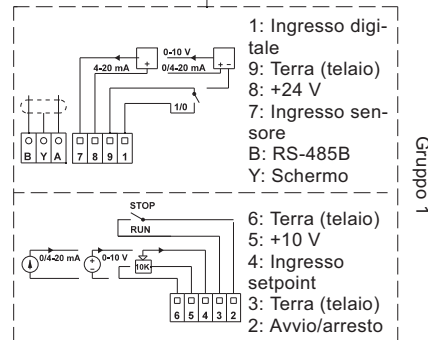 0-10 V
4-20 mA
0/4-20 mA
+
+ -
1/0
B Y A
7 8 9 1
1: Ingresso digi-
tale
9: Terra (telaio)
8: +24 V
7: Ingresso sen-
sore
B: RS-485B
Y: Schermo
Gruppo 1
STOP
RUN
0/4-20 mA
0-10 V
+
-
10K
6 5 4 3 2
6: Terra (telaio)
5: +10 V
4: Ingresso
setpoint
3: Terra (telaio)
2: Avvio/arresto